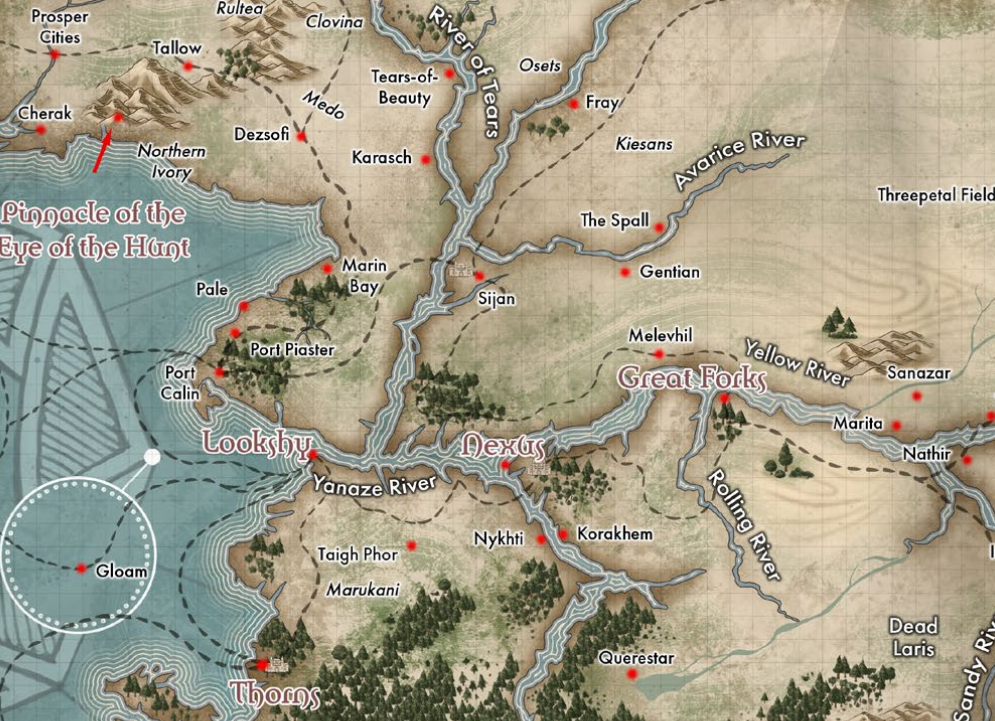 Rultea
Prosper
Cities
Clovina
River of Tears
Tallow
Tears-of-
Beauty
Osets
Fray
Cherak
Medo
Dezsofi
Northern
Ivory
Karasch
Kiesans
Avarice River
Threepetal Field
Pinnacle of the
Eye of the Hunt
The Spall
Marin
Bay
Gentian
Pale
Sijan
Port Piaster
Melevhil
Yellow River
Port
Calin
Great Forks
Sanazar
Marita
Lookshy
Nexus
Nathir
Yanaze River
Rolling River
Nykhti
Korakhem
Taigh Phor
Gloam
Marukani
Dead
Laris
Querestar
Sandy Riv
Thorns